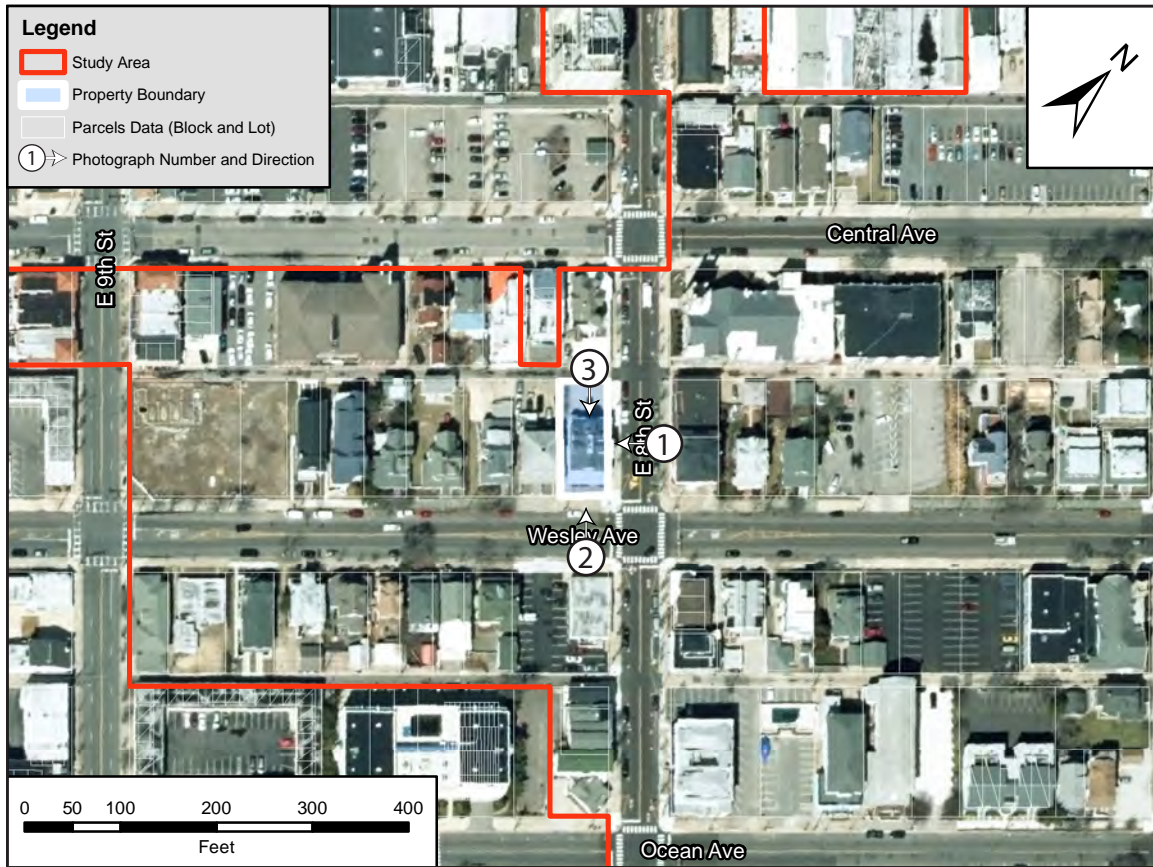 Legend
Study Area
Property Boundary
Parcels Data (Block and Lot)
1 Photograph Number and Direction
N
Central Ave
E 9th St
3
1
E 8th St
Wesley Ave
2
0 50 100 200 300 400
Feet
Ocean Ave